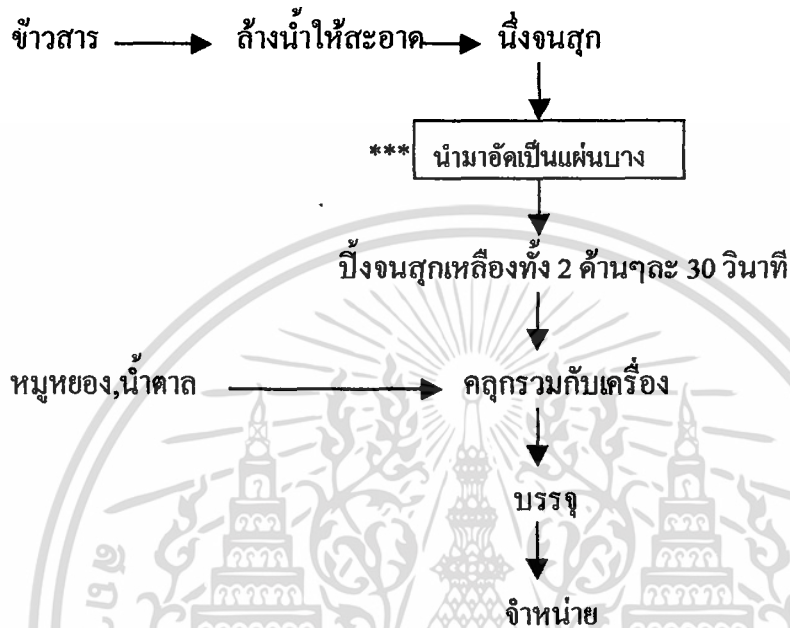 ข้าวสาร ล้างน้ำให้สะอาด นึ่งจนสุก
*** นำมาอัดเป็นแผ่นบาง
ปิ้งจนสุกเหลืองทั้ง 2 ด้านๆละ 30 วินาที
หมูหยอง,น้ำตาล คลุกรวมกับเครื่อง
บรรจุ
จำหน่าย